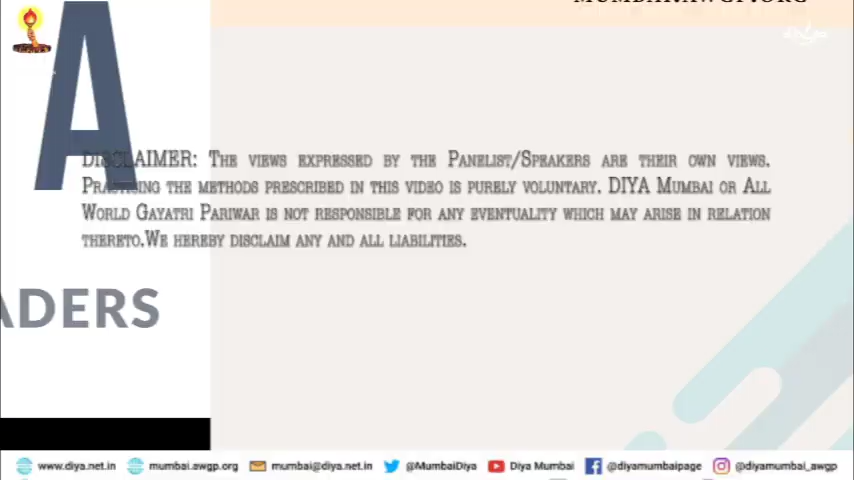 MUMBAI.AWGP.ORG
A
DISCLAIMER: THE VIEWS EXPRESSED BY THE PANELIST/SPEAKERS ARE THEIR OWN VIEWS.
PRACTISING THE METHODS PRESCRIBED IN THIS VIDEO IS PURELY VOLUNTARY. DIYA MUMBAI OR ALL
WORLD GAYATRI PARIWAR IS NOT RESPONSIBLE FOR ANY EVENTUALITY WHICH MAY ARISE IN RELATION
THERETO.WE HEREBY DISCLAIM ANY AND ALL LIABILITIES.
ADERS
www.diya.net.in mumbai.awgp.org mumbai@diya.net.in @MumbaiDiya Diya Mumbai @diyamumbaipage @diyamumbai_awgp